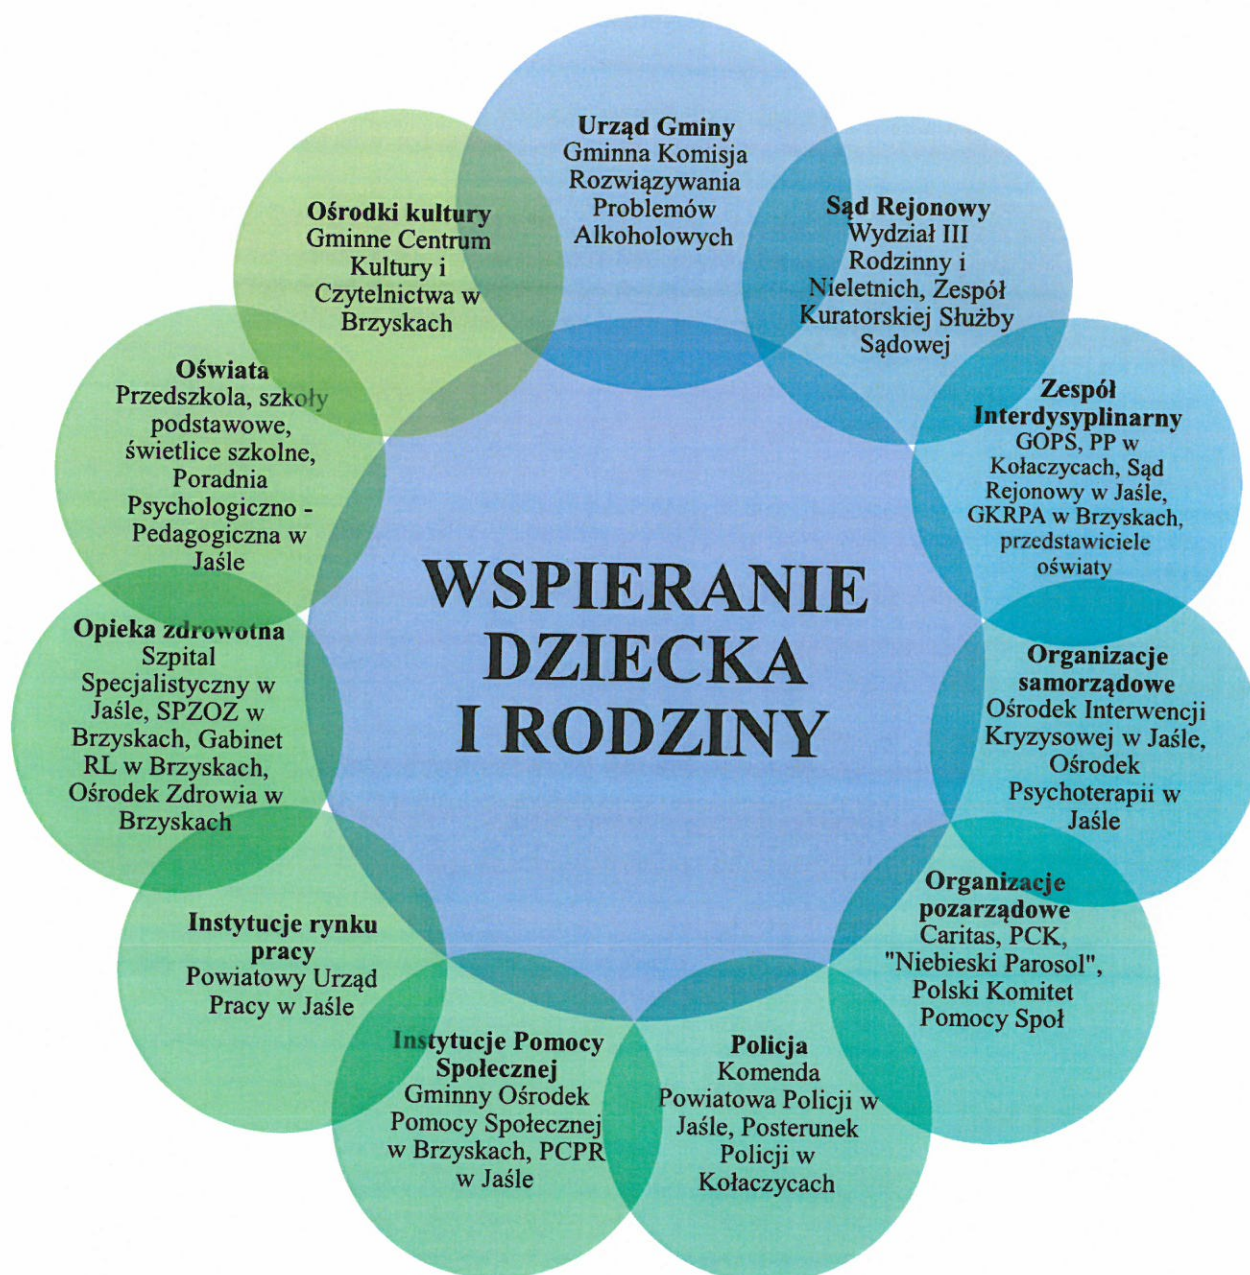 Urząd Gminy
Gminna Komisja
Rozwiązywania
Problemów
Alkoholowych
Sąd Rejonowy
Wydział III
Rodzinny i
Nieletnich, Zespół
Kuratorskiej Służby
Sądowej
Zespół
Interdysyplinarny
GOPS, PP w
Kołaczycach, Sąd
Rejonowy w Jaśle,
GKRPA w Brzyskach,
przedstawiciele
oświaty
Organizacje
samorządowe
Ośrodek Interwencji
Kryzysowej w Jaśle,
Ośrodek
Psychoterapii w
Jaśle
Organizacje
pozarządowe
Caritas, PCK,
"Niebieski Parosol",
Polski Komitet
Pomocy Społ
Policja
Komenda
Powiatowa Policji w
Jaśle, Posterunek
Policji w
Kołaczycach
Instytucje Pomocy
Społecznej
Gminny Ośrodek
Pomocy Społecznej
w Brzyskach, PCPR
w Jaśle
Instytucje rynku
pracy
Powiatowy Urząd
Pracy w Jaśle
Opieka zdrowotna
Szpital
Specjalistyczny w
Jaśle, SPZOZ w
Brzyskach, Gabinet
RL w Brzyskach,
Ośrodek Zdrowia w
Brzyskach
Oświata
Przedszkola, szkoły
podstawowe,
świetlice szkolne,
Poradnia
Psychologiczno -
Pedagogiczna w
Jaśle
Ośrodki kultury
Gminne Centrum
Kultury i
Czytelnictwa w
Brzyskach
WSPIERANIE
DZIECKA
I RODZINY